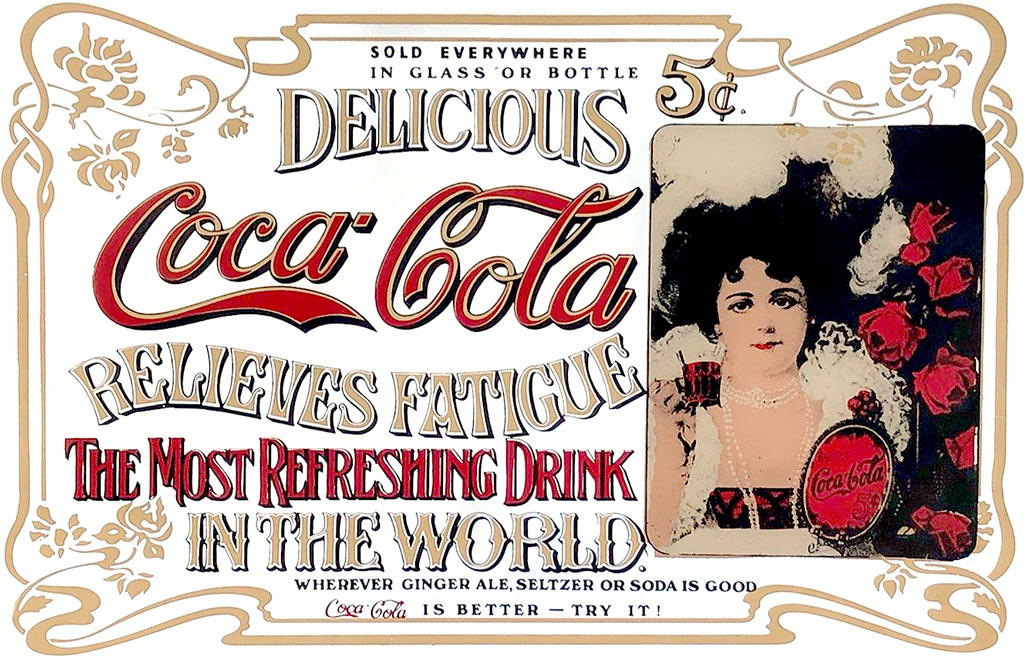 SOLD EVERYWHERE
IN GLASS OR BOTTLE
5¢.
DELICIOUS
Coca-Cola
RELIEVES FATIGUE
THE MOST REFRESHING DRINK
IN THE WORLD.
Coca-Cola
5¢
WHEREVER GINGER ALE, SELTZER OR SODA IS GOOD
Coca-Cola IS BETTER — TRY IT!